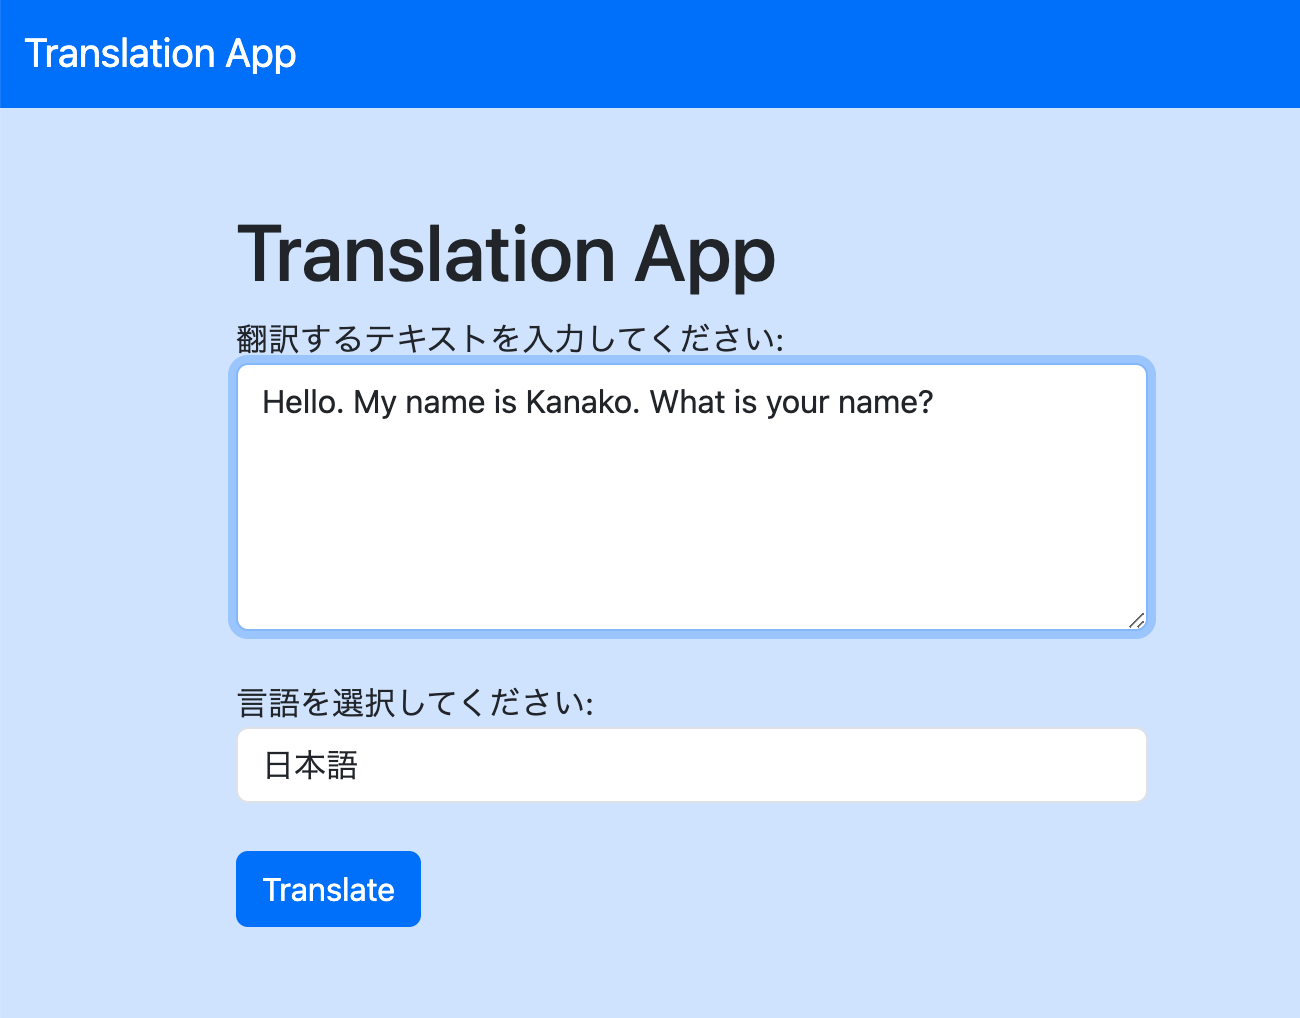 Translation App
Translation App
翻訳するテキストを入力してください:
Hello. My name is Kanako. What is your name?
言語を選択してください:
日本語
Translate